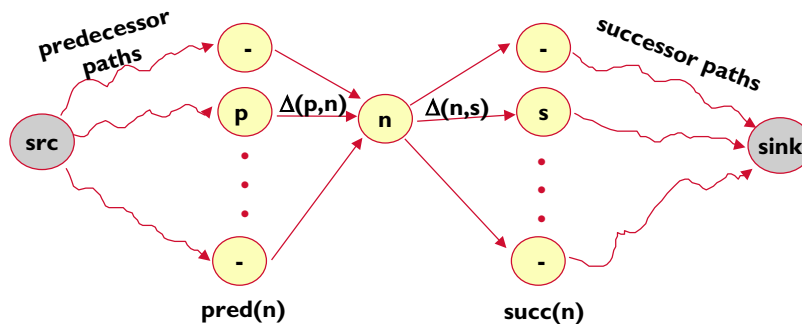 predecessor
paths
successor paths
-
-
src
p
Δ(p,n)
n
Δ(n,s)
s
sink
-
-
pred(n)
succ(n)